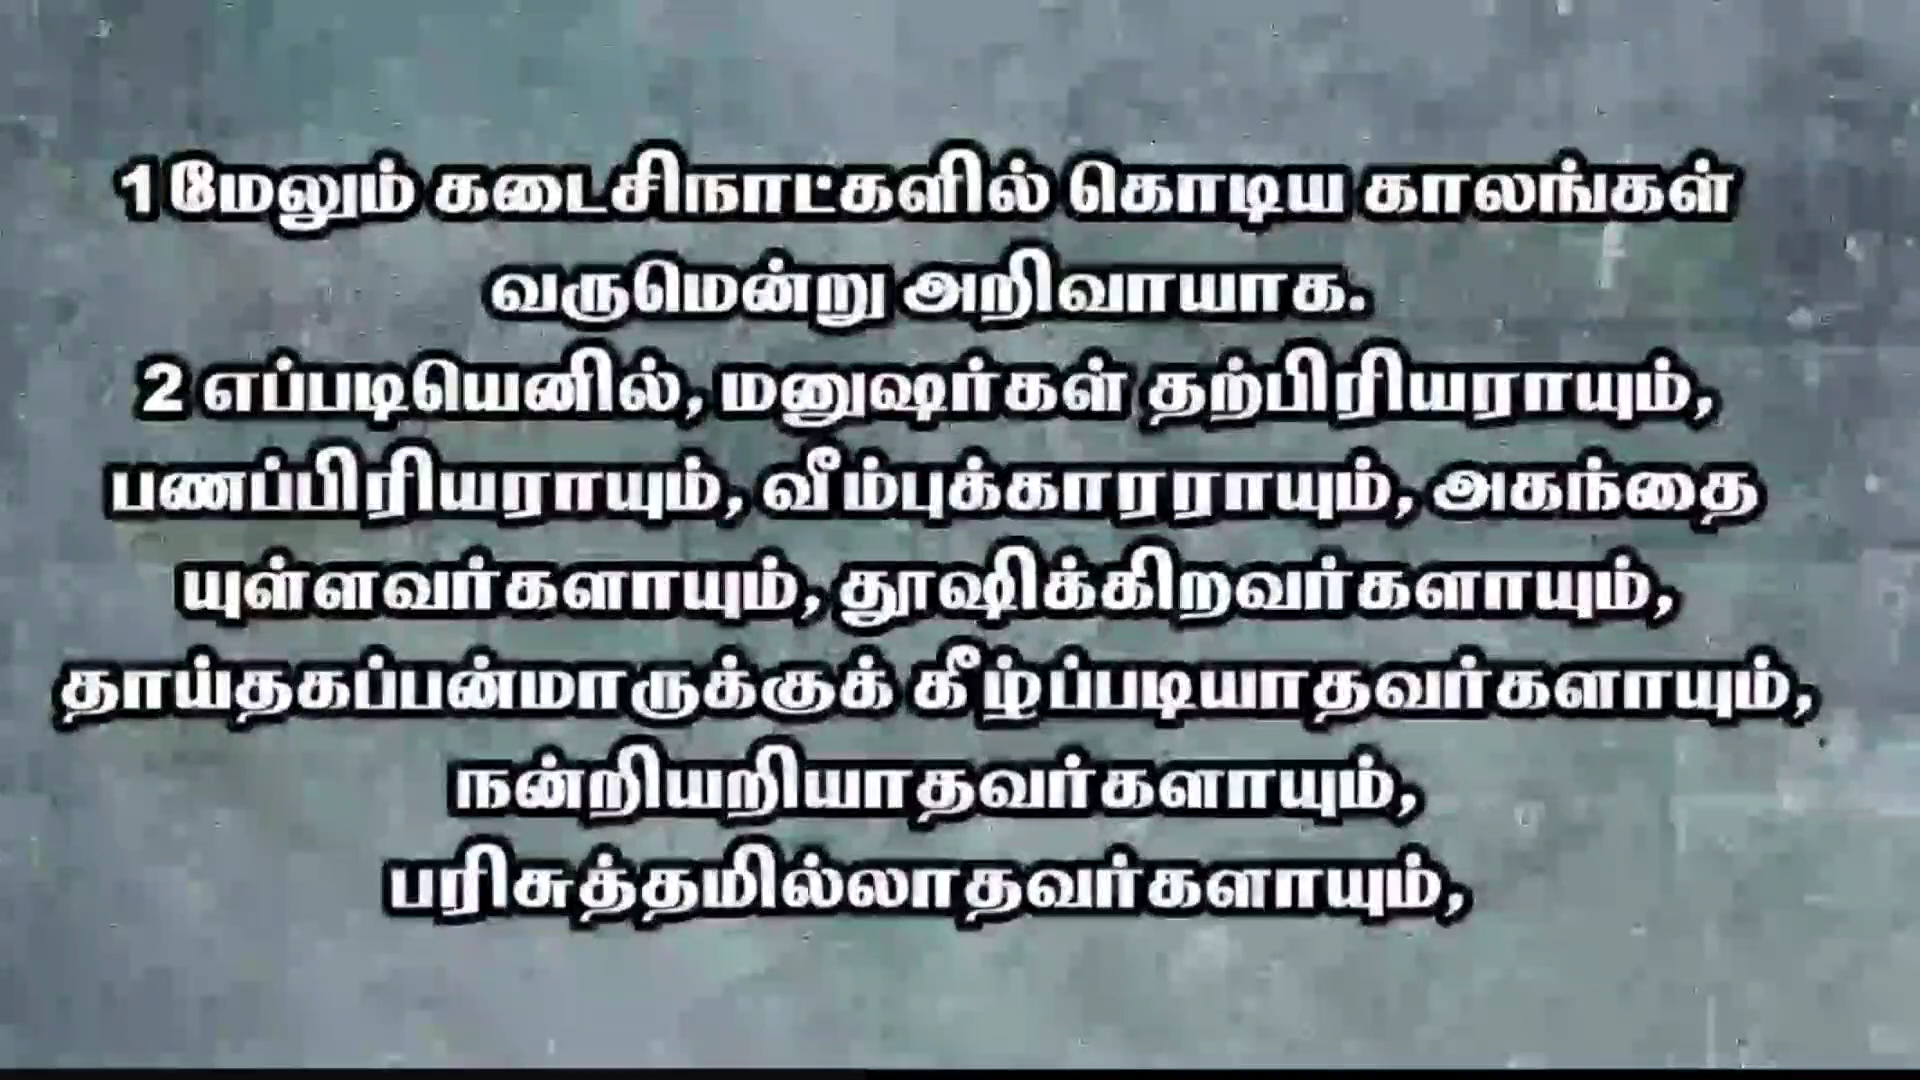 1 மேலும் கடைசிநாட்களில் கொடிய காலங்கள்
வருமென்று அறிவாயாக.
2 எப்படியெனில், மனுஷர்கள் தற்பிரியராயும்,
பணப்பிரியராயும், வீம்புக்காரராயும், அகந்தை
யுள்ளவர்களாயும், தூஷிக்கிறவர்களாயும்,
தாய்தகப்பன்மாருக்குக் கீழ்ப்படியாதவர்களாயும்,
நன்றியறியாதவர்களாயும்,
பரிசுத்தமில்லாதவர்களாயும்,